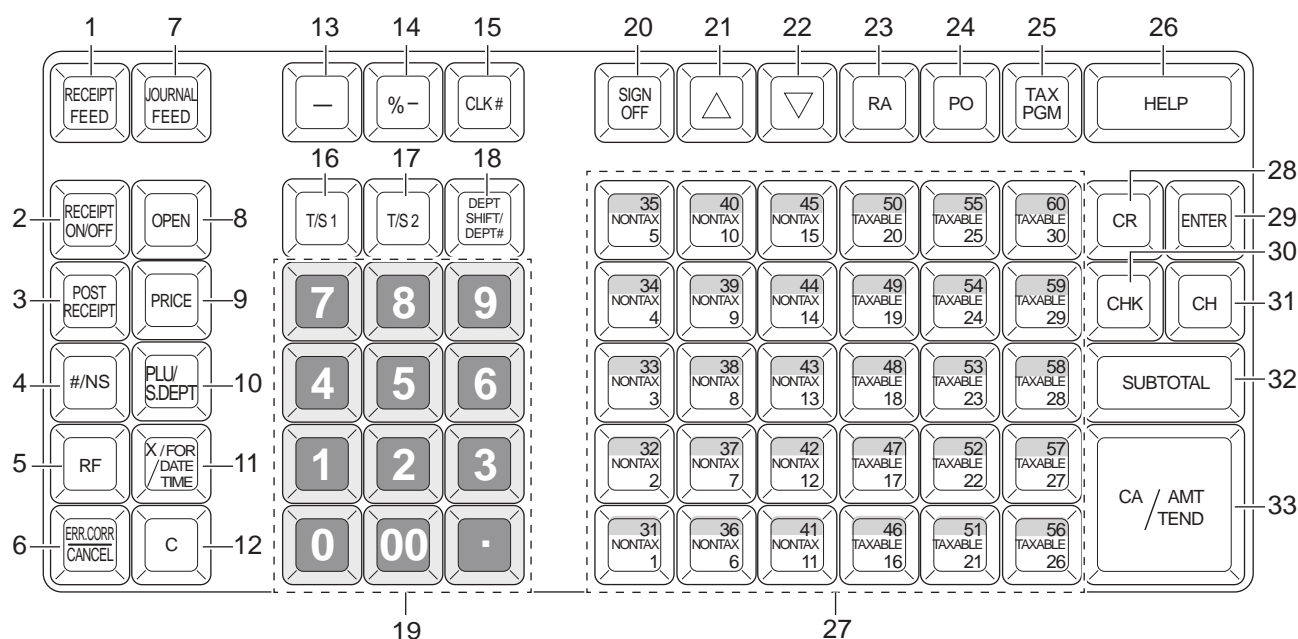 1 7 13 14 15 20 21 22 23 24 25 26
RECEIPT FEED
JOURNAL FEED
—
%−
CLK #
SIGN OFF
△
▽
RA
PO
TAX PGM
HELP
16 17 18
2
RECEIPT ON/OFF
OPEN
8
T/S 1
T/S 2
DEPT SHIFT/ DEPT#
35 NONTAX 5
40 NONTAX 10
45 NONTAX 15
50 TAXABLE 20
55 TAXABLE 25
60 TAXABLE 30
CR
ENTER
28
29
3
POST RECEIPT
PRICE
9
7
8
9
34 NONTAX 4
39 NONTAX 9
44 NONTAX 14
49 TAXABLE 19
54 TAXABLE 24
59 TAXABLE 29
CHK
CH
30
31
4
#/NS
PLU/ S.DEPT
10
4
5
6
33 NONTAX 3
38 NONTAX 8
43 NONTAX 13
48 TAXABLE 18
53 TAXABLE 23
58 TAXABLE 28
SUBTOTAL
32
5
RF
X /FOR / DATE TIME
11
1
2
3
32 NONTAX 2
37 NONTAX 7
42 NONTAX 12
47 TAXABLE 17
52 TAXABLE 22
57 TAXABLE 27
CA / AMT TEND
33
6
ERR.CORR CANCEL
C
12
0
00
·
31 NONTAX 1
36 NONTAX 6
41 NONTAX 11
46 TAXABLE 16
51 TAXABLE 21
56 TAXABLE 26
19
27